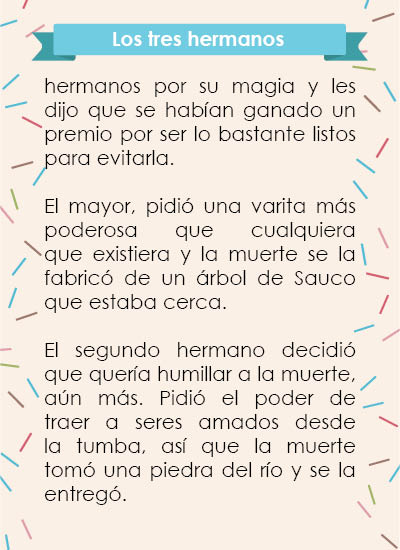 Los tres hermanos
hermanos por su magia y les
dijo que se habían ganado un
premio por ser lo bastante listos
para evitarla.
El mayor, pidió una varita más
poderosa que cualquiera
que existiera y la muerte se la
fabricó de un árbol de Sauco
que estaba cerca.
El segundo hermano decidió
que quería humillar a la muerte,
aún más. Pidió el poder de
traer a seres amados desde
la tumba, así que la muerte
tomó una piedra del río y se la
entregó.